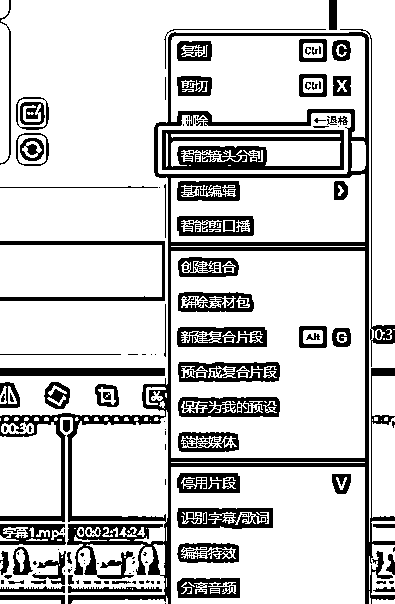 复制 Ctrl C
剪切 Ctrl X
删除 ←退格
智能镜头分割
基础编辑
智能剪口播
创建组合
解除素材包
新建复合片段 Alt G
预合成复合片段
保存为我的预设
链接媒体
00:30
停用片段 V
识别字幕/歌词
字幕1.mp4 00:02:14:24
编辑特效
分离音频